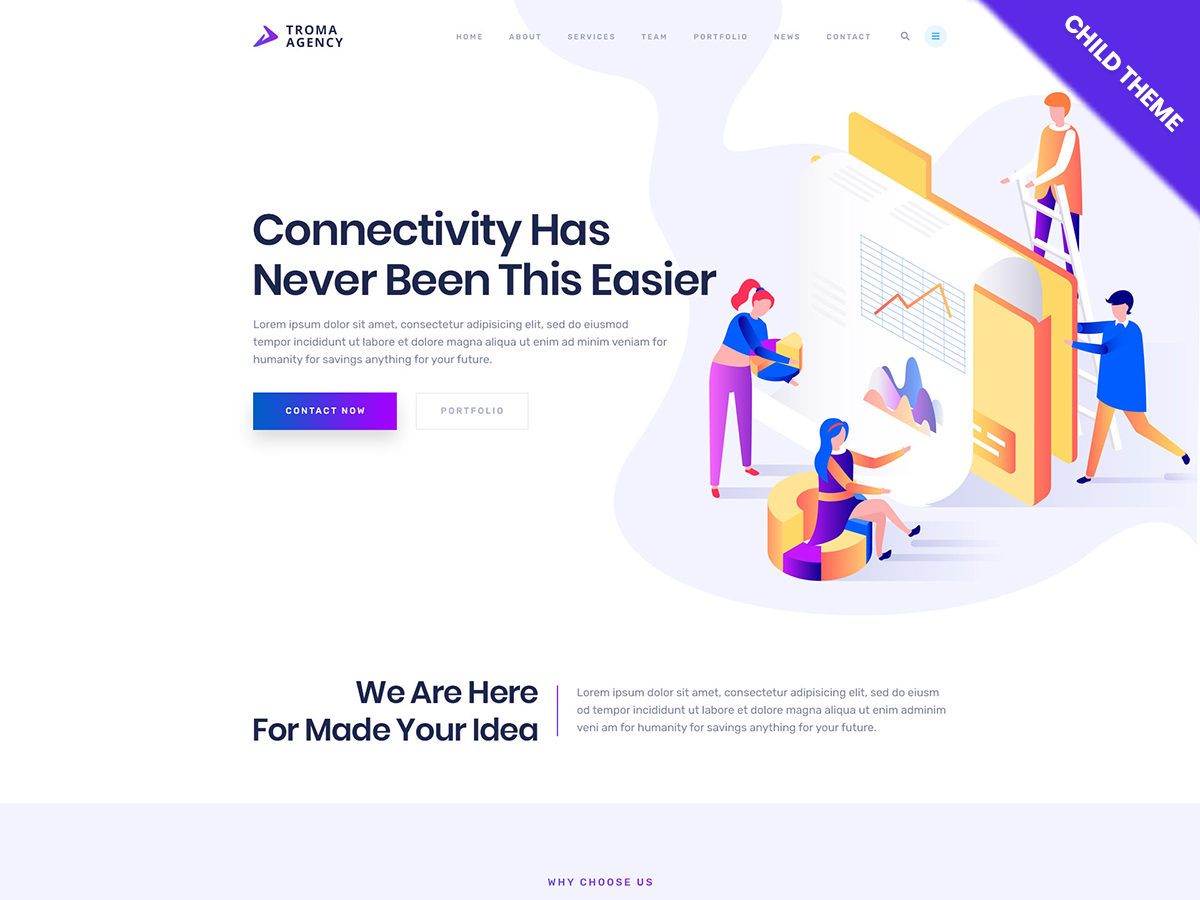 TROMA
AGENCY
HOME ABOUT SERVICES TEAM PORTFOLIO NEWS CONTACT
CHILD THEME
Connectivity Has
Never Been This Easier
Lorem ipsum dolor sit amet, consectetur adipisicing elit, sed do eiusmod
tempor incididunt ut labore et dolore magna aliqua ut enim ad minim veniam for
humanity for savings anything for your future.
CONTACT NOW PORTFOLIO
We Are Here
For Made Your Idea
Lorem ipsum dolor sit amet, consectetur adipisicing elit, sed do eiusm
od tempor incididunt ut labore et dolore magna aliqua ut enim adminim
veni am for humanity for savings anything for your future.
WHY CHOOSE US